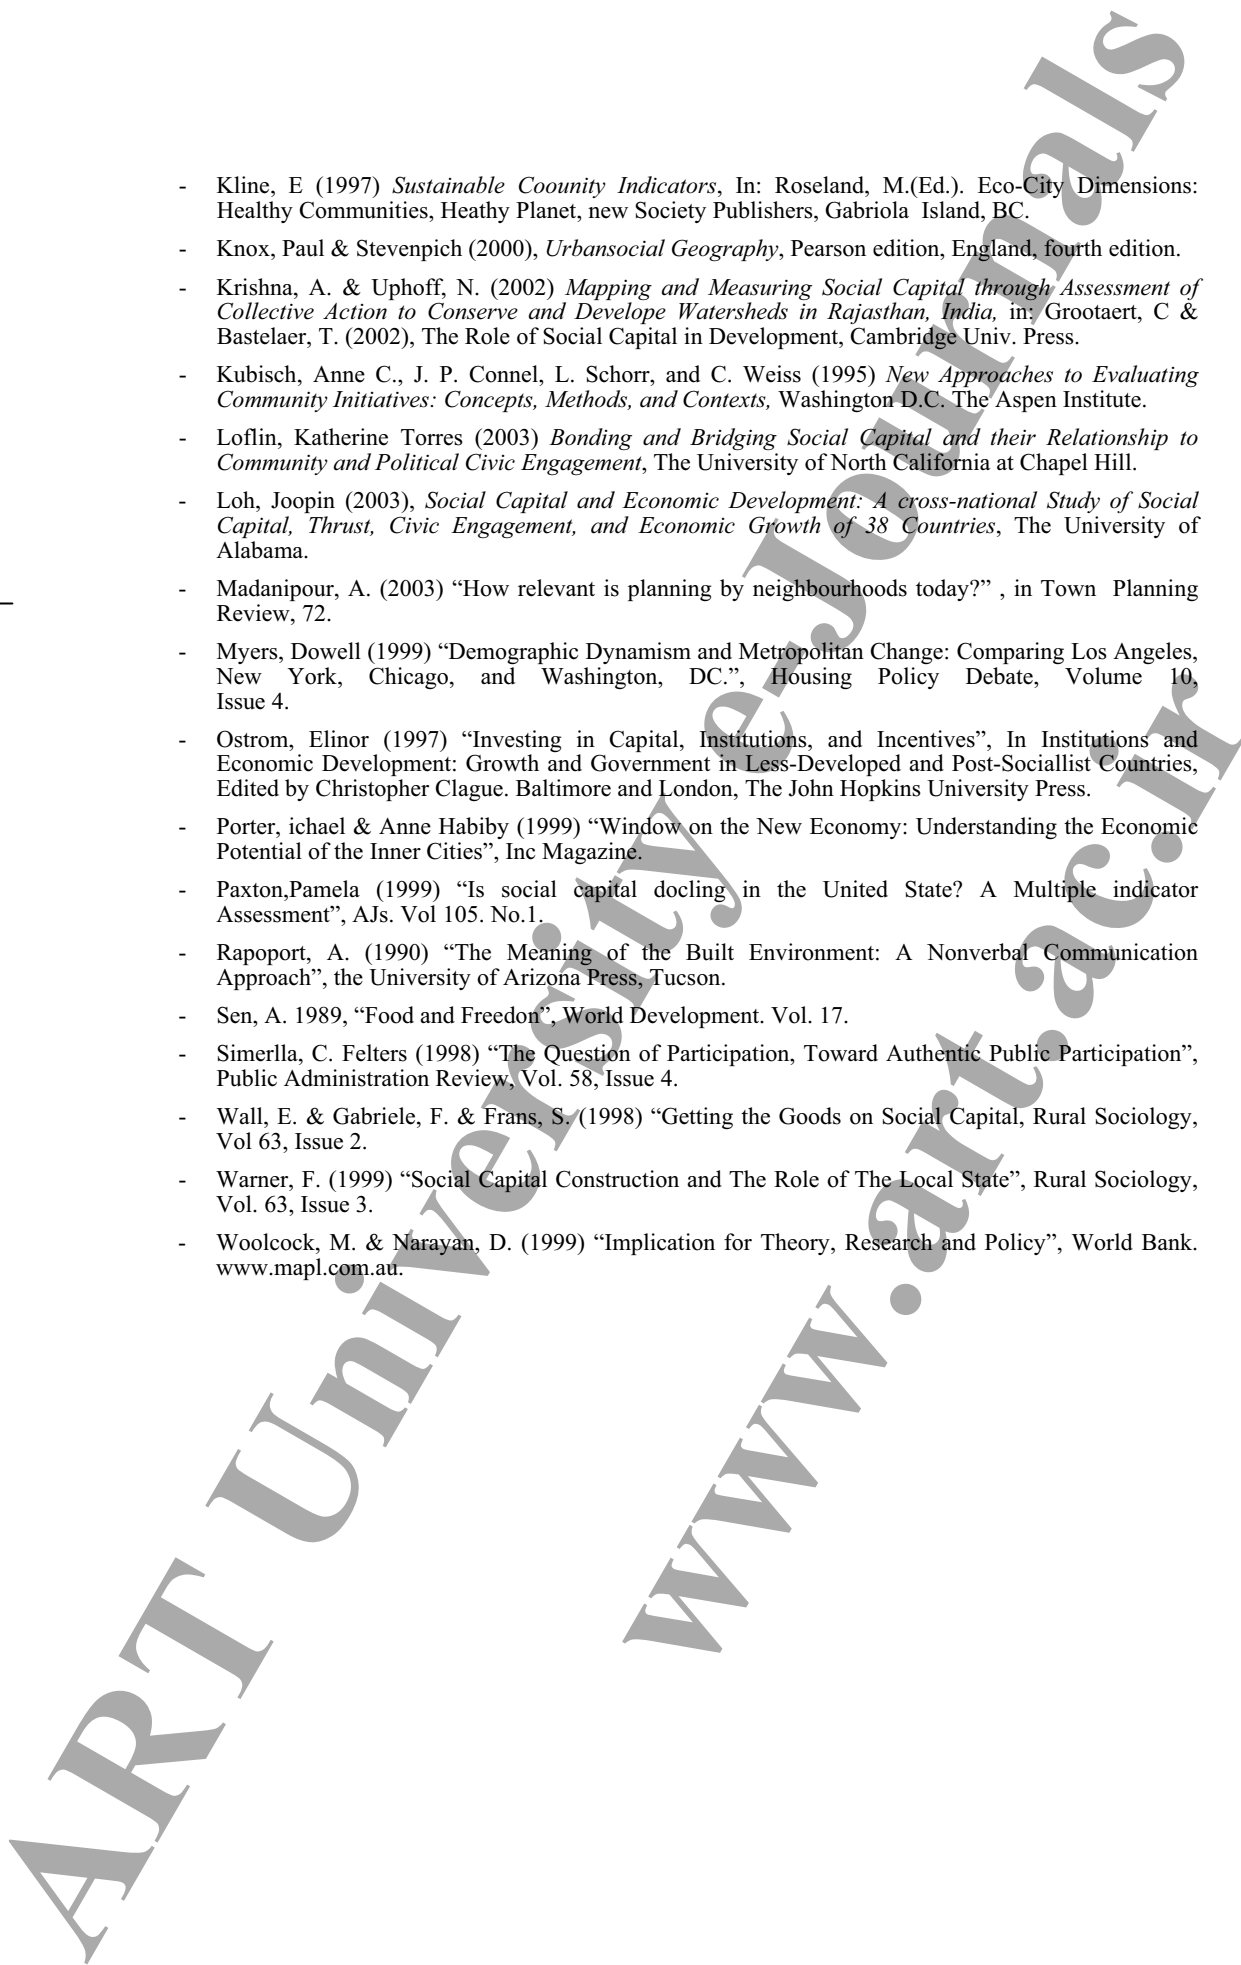 - Kline, E (1997) Sustainable Coounity Indicators, In: Roseland, M.(Ed.). Eco-City Dimensions:
Healthy Communities, Heathy Planet, new Society Publishers, Gabriola Island, BC.
- Knox, Paul & Stevenpich (2000), Urbansocial Geography, Pearson edition, England, fourth edition.
- Krishna, A. & Uphoff, N. (2002) Mapping and Measuring Social Capital through Assessment of
Collective Action to Conserve and Develope Watersheds in Rajasthan, India, in: Grootaert, C &
Bastelaer, T. (2002), The Role of Social Capital in Development, Cambridge Univ. Press.
- Kubisch, Anne C., J. P. Connel, L. Schorr, and C. Weiss (1995) New Approaches to Evaluating
Community Initiatives: Concepts, Methods, and Contexts, Washington D.C. The Aspen Institute.
- Loflin, Katherine Torres (2003) Bonding and Bridging Social Capital and their Relationship to
Community and Political Civic Engagement, The University of North California at Chapel Hill.
- Loh, Joopin (2003), Social Capital and Economic Development: A cross-national Study of Social
Capital, Thrust, Civic Engagement, and Economic Growth of 38 Countries, The University of
Alabama.
- Madanipour, A. (2003) “How relevant is planning by neighbourhoods today?” , in Town Planning
Review, 72.
- Myers, Dowell (1999) “Demographic Dynamism and Metropolitan Change: Comparing Los Angeles,
New York, Chicago, and Washington, DC.”, Housing Policy Debate, Volume 10,
Issue 4.
- Ostrom, Elinor (1997) “Investing in Capital, Institutions, and Incentives”, In Institutions and
Economic Development: Growth and Government in Less-Developed and Post-Sociallist Countries,
Edited by Christopher Clague. Baltimore and London, The John Hopkins University Press.
- Porter, ichael & Anne Habiby (1999) “Window on the New Economy: Understanding the Economic
Potential of the Inner Cities”, Inc Magazine.
- Paxton,Pamela (1999) “Is social capital docling in the United State? A Multiple indicator
Assessment”, AJs. Vol 105. No.1.
- Rapoport, A. (1990) “The Meaning of the Built Environment: A Nonverbal Communication
Approach”, the University of Arizona Press, Tucson.
- Sen, A. 1989, “Food and Freedon”, World Development. Vol. 17.
- Simerlla, C. Felters (1998) “The Question of Participation, Toward Authentic Public Participation”,
Public Administration Review, Vol. 58, Issue 4.
- Wall, E. & Gabriele, F. & Frans, S. (1998) “Getting the Goods on Social Capital, Rural Sociology,
Vol 63, Issue 2.
- Warner, F. (1999) “Social Capital Construction and The Role of The Local State”, Rural Sociology,
Vol. 63, Issue 3.
- Woolcock, M. & Narayan, D. (1999) “Implication for Theory, Research and Policy”, World Bank.
www.mapl.com.au.
ART University e-Journals
www.art.ac.ir